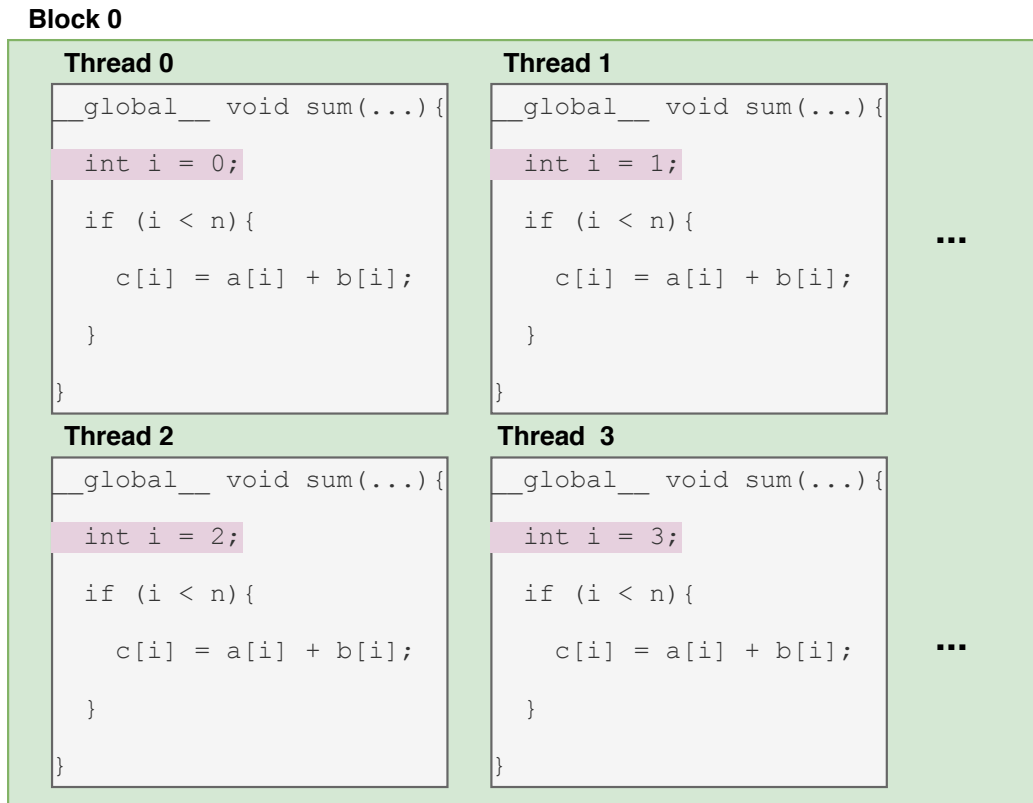 Block 0
Thread 0
__global__ void sum(...){
int i = 0;
if (i < n){
c[i] = a[i] + b[i];
}
}
Thread 1
__global__ void sum(...){
int i = 1;
if (i < n){
c[i] = a[i] + b[i];
}
}
...
Thread 2
__global__ void sum(...){
int i = 2;
if (i < n){
c[i] = a[i] + b[i];
}
}
Thread 3
__global__ void sum(...){
int i = 3;
if (i < n){
c[i] = a[i] + b[i];
}
}
...